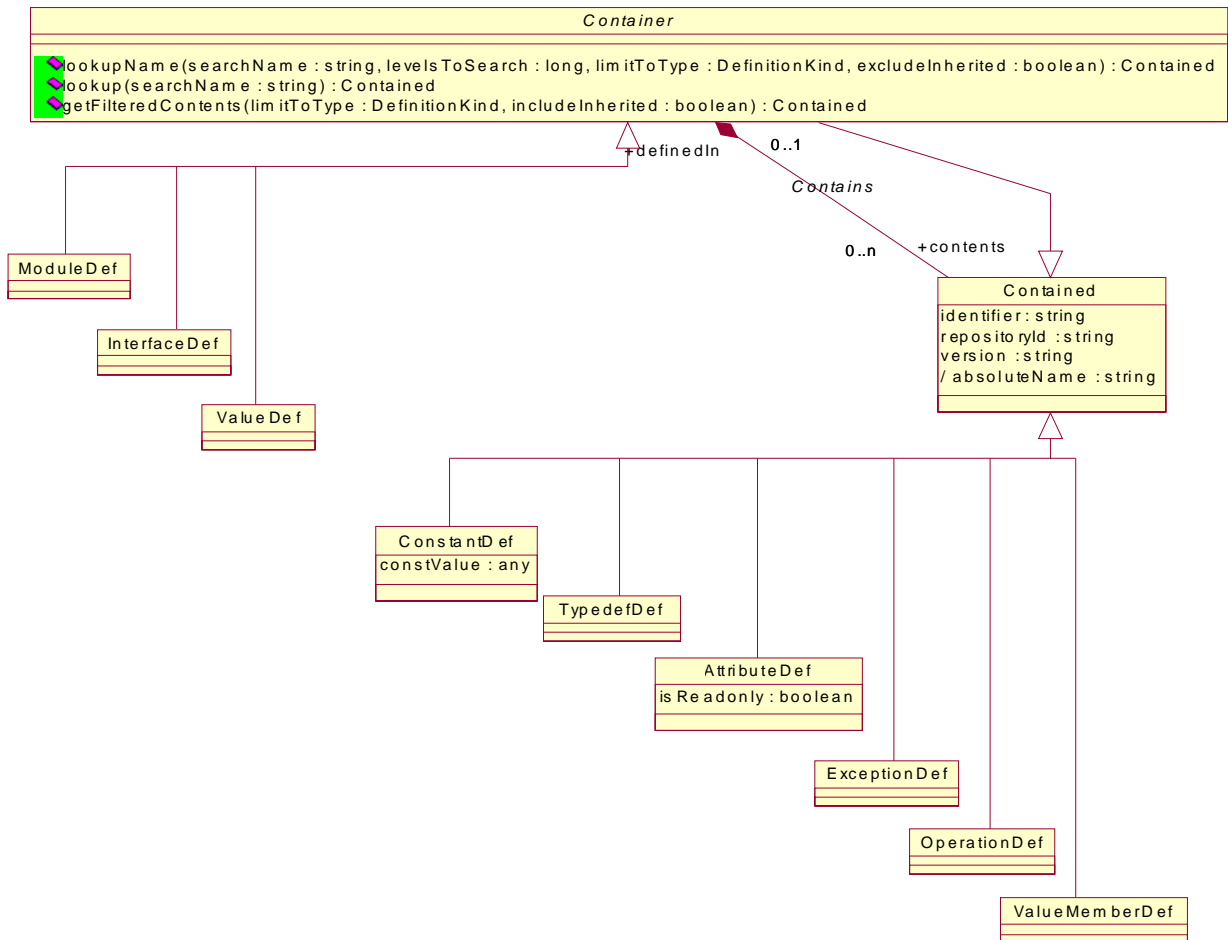 Container
lookupName(searchName : string, levelsToSearch : long, limitToType : DefinitionKind, excludeInherited : boolean) : Contained
lookup(searchName : string) : Contained
getFilteredContents(limitToType : DefinitionKind, includeInherited : boolean) : Contained
+definedIn
0..1
Contains
0..n
+contents
ModuleDef
InterfaceDef
ValueDef
Contained
identifier : string
repositoryId : string
version : string
/ absoluteName : string
ConstantDef
constValue : any
TypedefDef
AttributeDef
isReadonly : boolean
ExceptionDef
OperationDef
ValueMemberDef